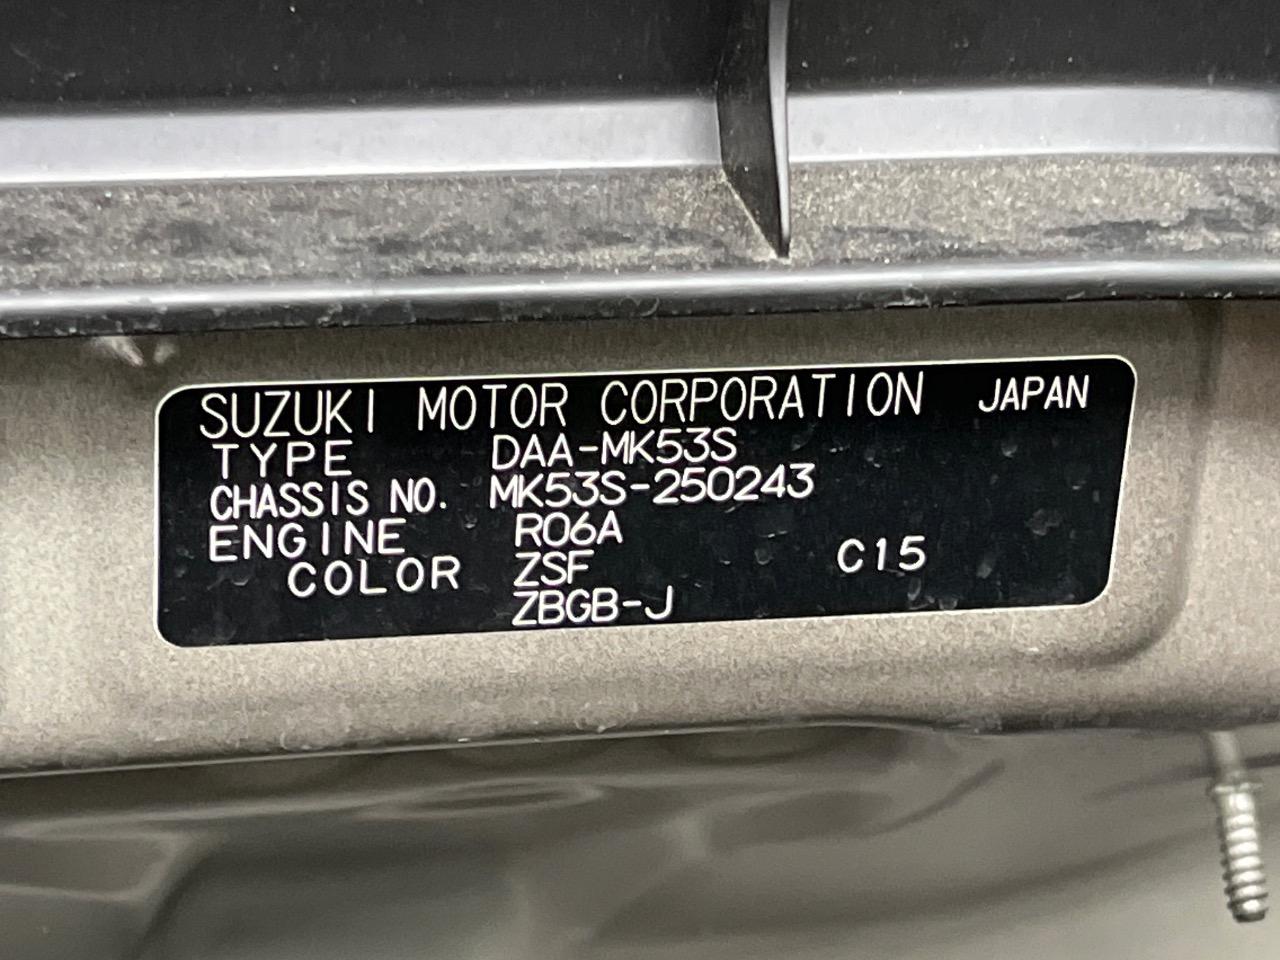 SUZUKI MOTOR CORPORATION JAPAN
TYPE DAA-MK53S
CHASSIS NO. MK53S-250243
ENGINE R06A
COLOR ZSF C15
ZBGB-J